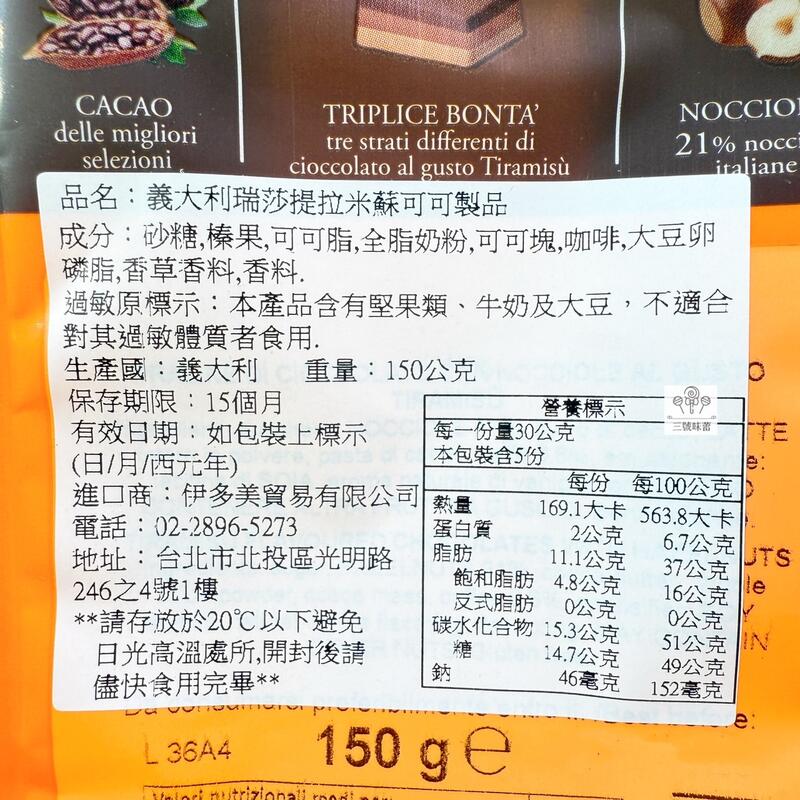 CACAO
delle migliori
selezioni
TRIPLICE BONTA'
tre strati differenti di
cioccolato al gusto Tiramisù
NOCCIOL
21% nocci
italiane
品名：義大利瑞莎提拉米蘇可可製品
成分：砂糖,榛果,可可脂,全脂奶粉,可可塊,咖啡,大豆卵
磷脂,香草香料,香料.
過敏原標示：本產品含有堅果類、牛奶及大豆，不適合
對其過敏體質者食用.
生產國：義大利 重量：150公克
保存期限：15個月
有效日期：如包裝上標示
(日/月/西元年)
進口商：伊多美貿易有限公司
電話：02-2896-5273
地址：台北市北投區光明路
246之4號1樓
**請存放於20℃以下避免
日光高溫處所,開封後請
儘快食用完畢**
三號味蕾
營養標示
每一份量30公克
本包裝含5份
每份 每100公克
熱量 169.1大卡 563.8大卡
蛋白質 2公克 6.7公克
脂肪 11.1公克 37公克
飽和脂肪 4.8公克 16公克
反式脂肪 0公克 0公克
碳水化合物 15.3公克 51公克
糖 14.7公克 49公克
鈉 46毫克 152毫克
L 36A4
150 g e